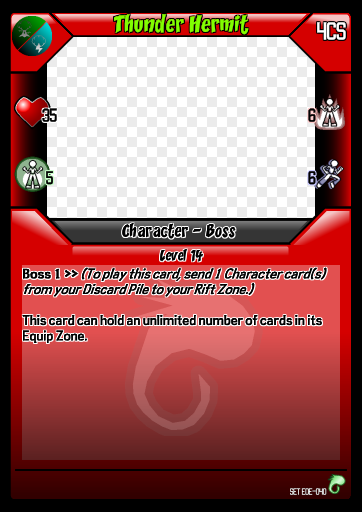 Thunder Hermit
4CS
35
6
5
6
Character - Boss
Level 14
Boss 1 >> (To play this card, send 1 Character card(s)
from your Discard Pile to your Rift Zone.)
This card can hold an unlimited number of cards in its
Equip Zone.
SET EOE-040